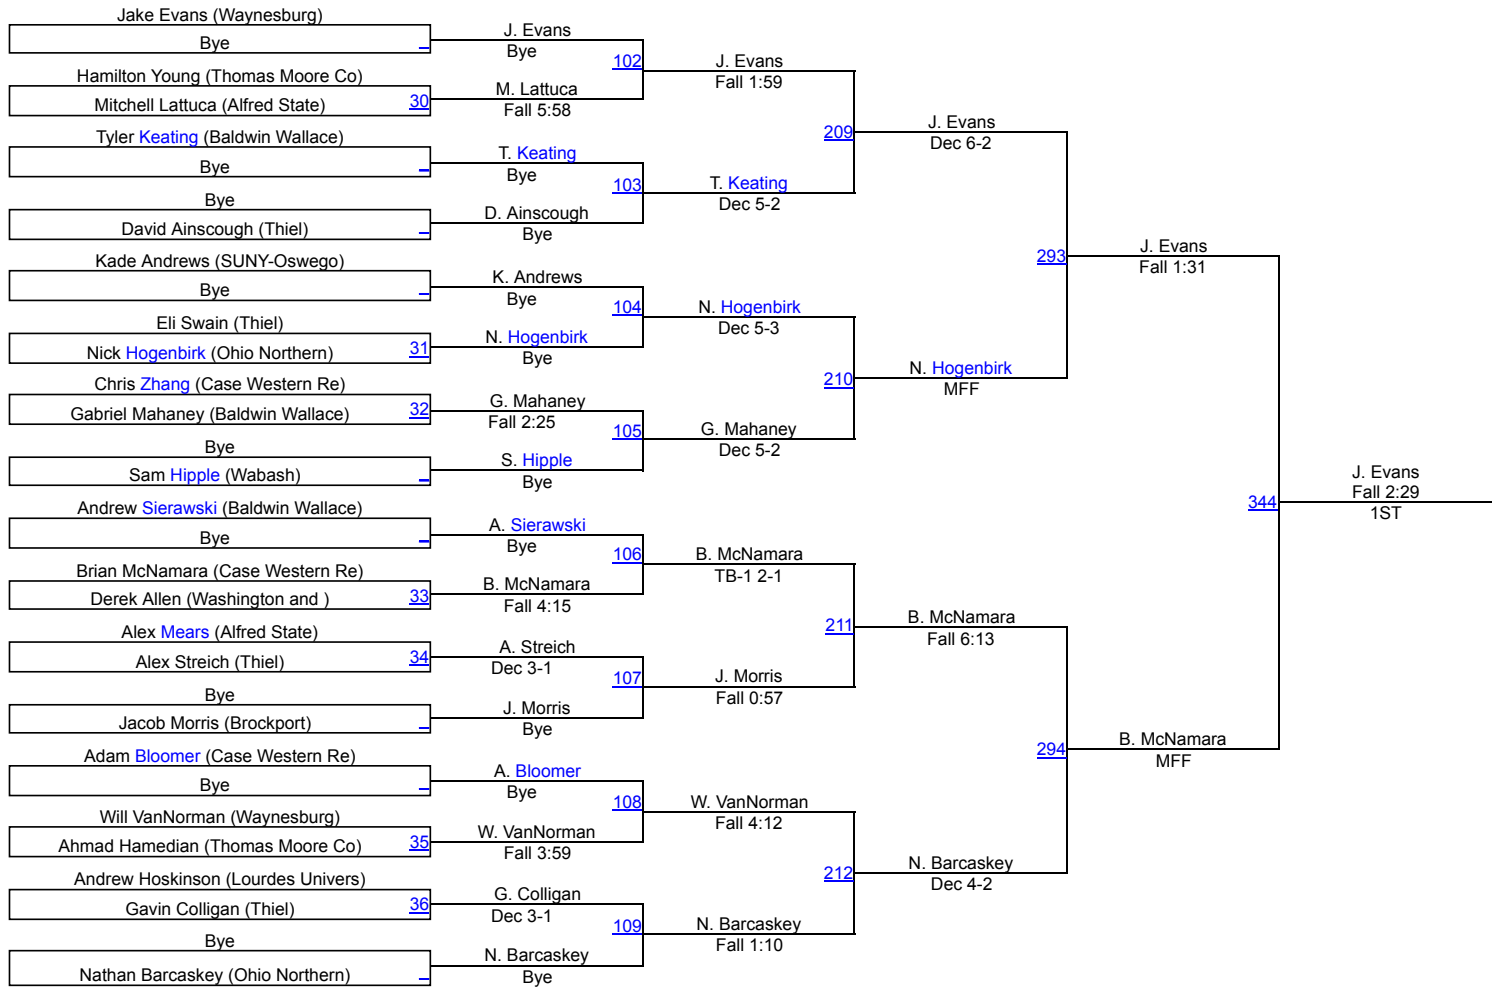 Jake Evans (Waynesburg)
Bye
Hamilton Young (Thomas Moore Co)
Mitchell Lattuca (Alfred State)
30
Tyler Keating (Baldwin Wallace)
Bye
Bye
David Ainscough (Thiel)
Kade Andrews (SUNY-Oswego)
Bye
Eli Swain (Thiel)
Nick Hogenbirk (Ohio Northern)
31
Chris Zhang (Case Western Re)
Gabriel Mahaney (Baldwin Wallace)
32
Bye
Sam Hipple (Wabash)
Andrew Sierawski (Baldwin Wallace)
Bye
Brian McNamara (Case Western Re)
Derek Allen (Washington and )
33
Alex Mears (Alfred State)
Alex Streich (Thiel)
34
Bye
Jacob Morris (Brockport)
Adam Bloomer (Case Western Re)
Bye
Will VanNorman (Waynesburg)
Ahmad Hamedian (Thomas Moore Co)
35
Andrew Hoskinson (Lourdes Univers)
Gavin Colligan (Thiel)
36
Bye
Nathan Barcaskey (Ohio Northern)
J. Evans
Bye
102
M. Lattuca
Fall 5:58
T. Keating
Bye
103
D. Ainscough
Bye
K. Andrews
Bye
104
N. Hogenbirk
Bye
G. Mahaney
Fall 2:25
105
S. Hipple
Bye
A. Sierawski
Bye
106
B. McNamara
Fall 4:15
A. Streich
Dec 3-1
107
J. Morris
Bye
A. Bloomer
Bye
108
W. VanNorman
Fall 3:59
G. Colligan
Dec 3-1
109
N. Barcaskey
Bye
J. Evans
Fall 1:59
209
T. Keating
Dec 5-2
N. Hogenbirk
Dec 5-3
210
G. Mahaney
Dec 5-2
B. McNamara
TB-1 2-1
211
J. Morris
Fall 0:57
W. VanNorman
Fall 4:12
212
N. Barcaskey
Fall 1:10
J. Evans
Dec 6-2
293
N. Hogenbirk
MFF
B. McNamara
Fall 6:13
294
N. Barcaskey
Dec 4-2
J. Evans
Fall 1:31
344
B. McNamara
MFF
J. Evans
Fall 2:29
1ST